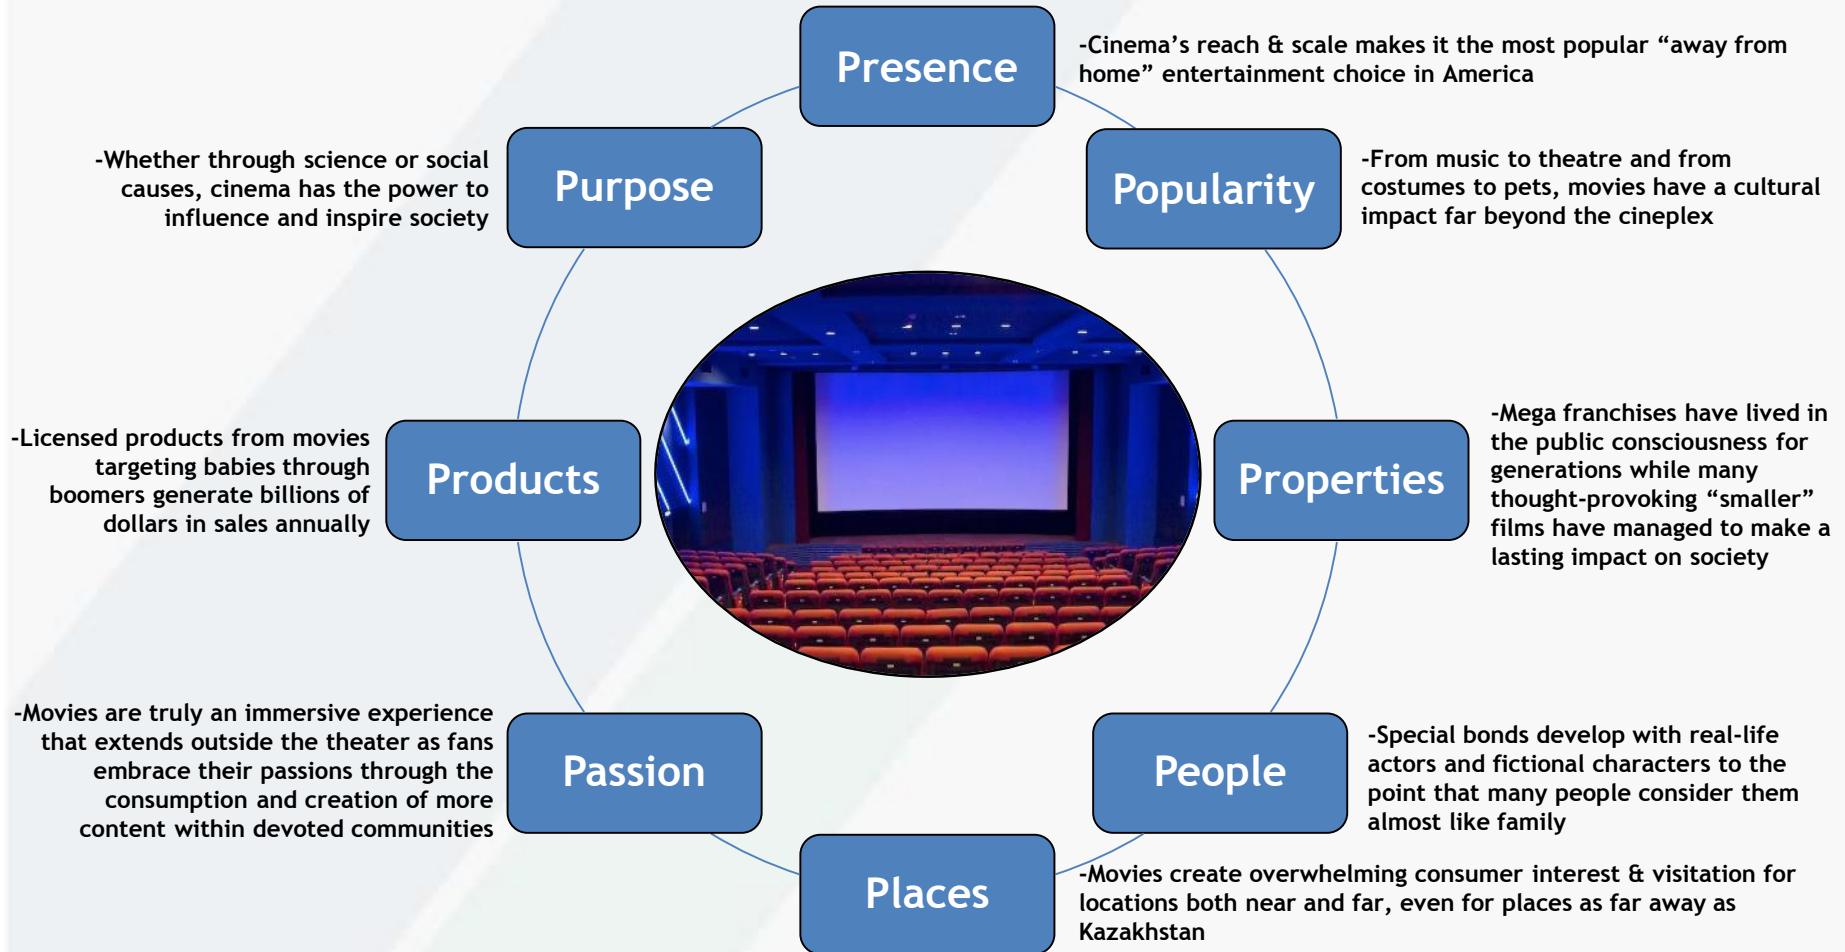 Presence
-Cinema’s reach & scale makes it the most popular “away from
home” entertainment choice in America
Popularity
-From music to theatre and from
costumes to pets, movies have a cultural
impact far beyond the cineplex
Properties
-Mega franchises have lived in
the public consciousness for
generations while many
thought-provoking “smaller”
films have managed to make a
lasting impact on society
People
-Special bonds develop with real-life
actors and fictional characters to the
point that many people consider them
almost like family
Places
-Movies create overwhelming consumer interest & visitation for
locations both near and far, even for places as far away as
Kazakhstan
Passion
-Movies are truly an immersive experience
that extends outside the theater as fans
embrace their passions through the
consumption and creation of more
content within devoted communities
Products
-Licensed products from movies
targeting babies through
boomers generate billions of
dollars in sales annually
Purpose
-Whether through science or social
causes, cinema has the power to
influence and inspire society